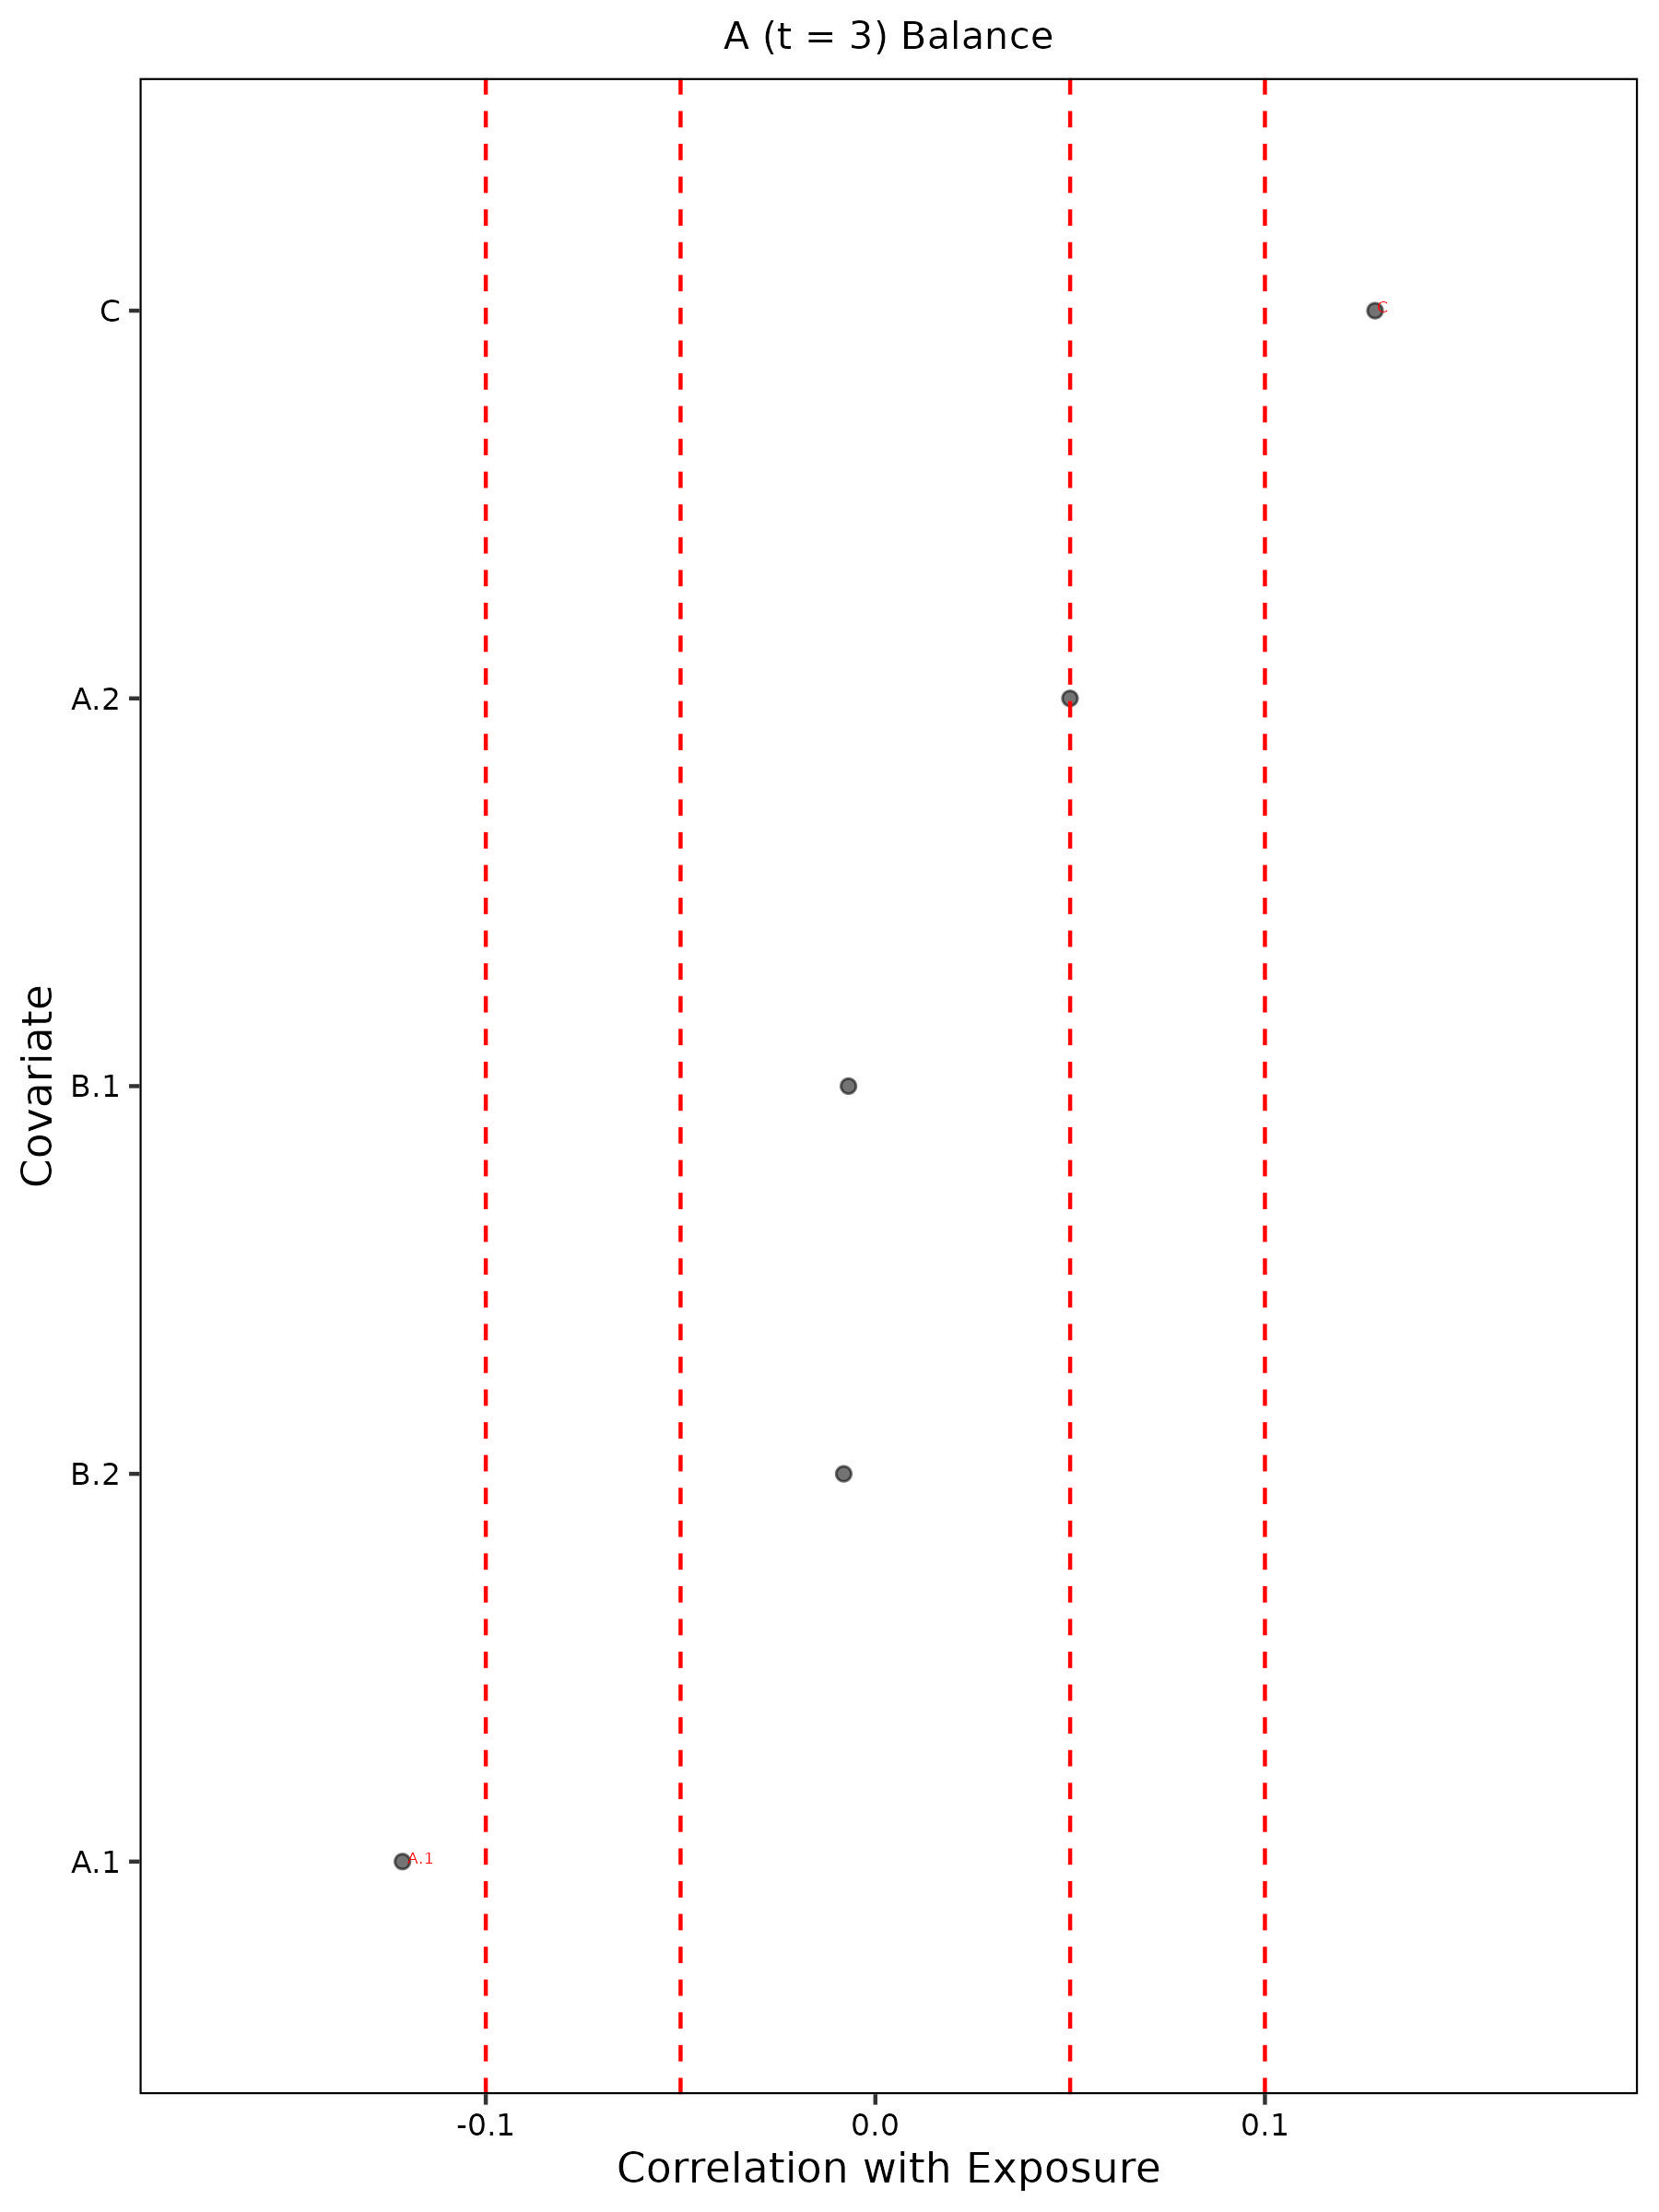 A (t = 3) Balance
C
C
A.2
Covariate
B.1
B.2
A.1
A.1
-0.1
0.0
0.1
Correlation with Exposure